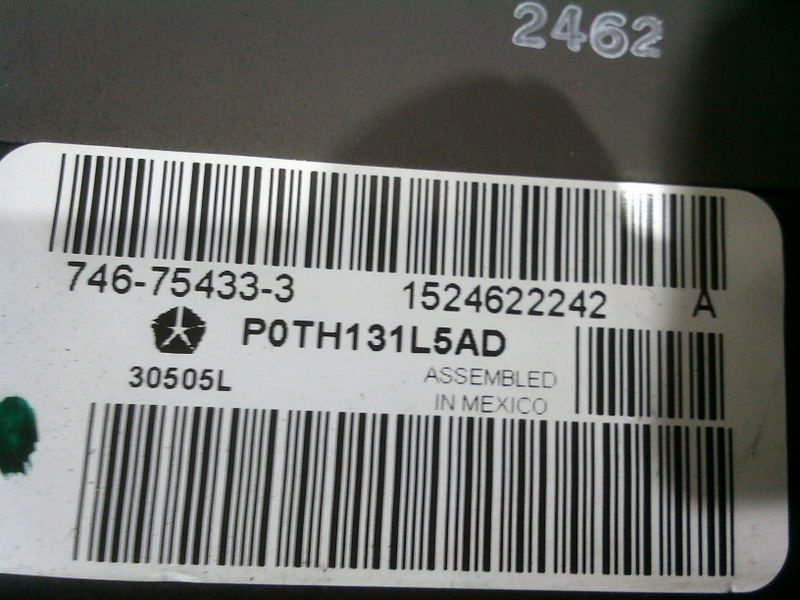 2462
746-75433-3 1524622242 A
P0TH131L5AD
30505L ASSEMBLED
IN MEXICO